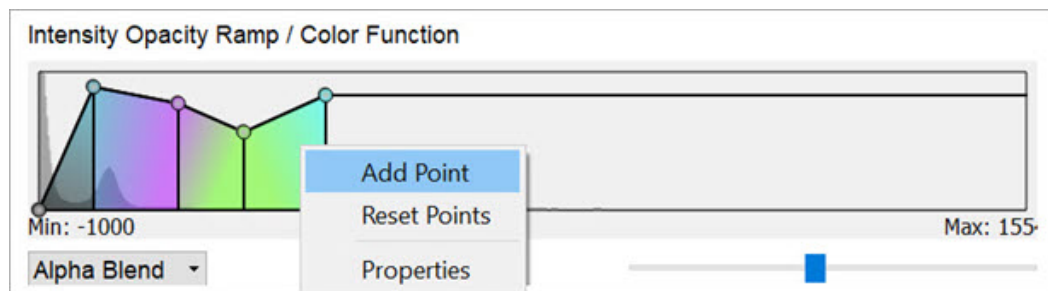 Intensity Opacity Ramp / Color Function
Add Point
Reset Points
Min: -1000
Max: 155
Alpha Blend
Properties